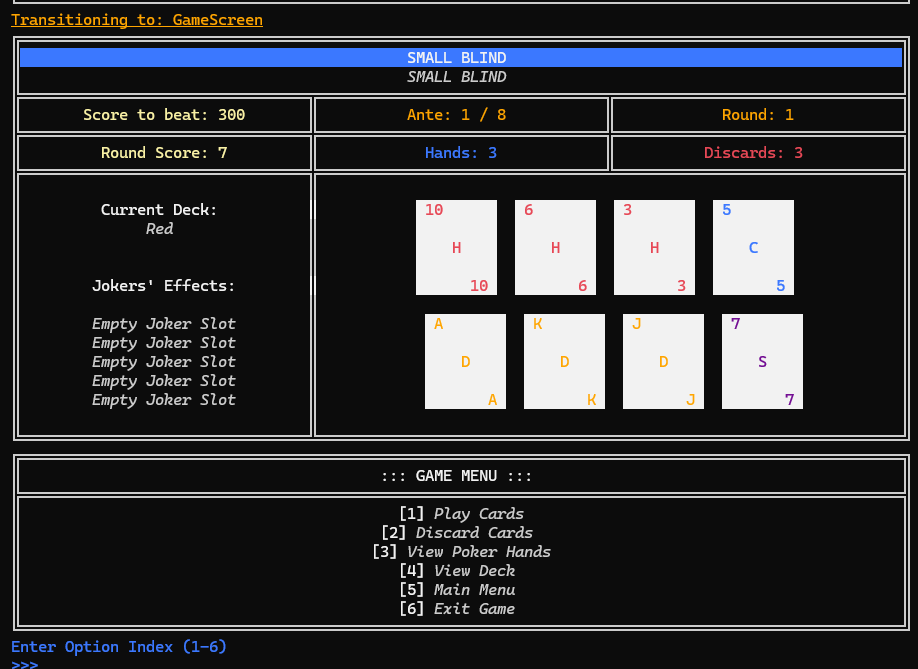 Transitioning to: GameScreen
SMALL BLIND
SMALL BLIND
Score to beat: 300
Ante: 1 / 8
Round: 1
Round Score: 7
Hands: 3
Discards: 3
Current Deck:
Red
Jokers' Effects:
Empty Joker Slot
Empty Joker Slot
Empty Joker Slot
Empty Joker Slot
Empty Joker Slot
10 6 3 5
H H H C
10 6 3 5
A K J 7
D D D S
A K J 7
::: GAME MENU :::
[1] Play Cards
[2] Discard Cards
[3] View Poker Hands
[4] View Deck
[5] Main Menu
[6] Exit Game
Enter Option Index (1-6)
>>>